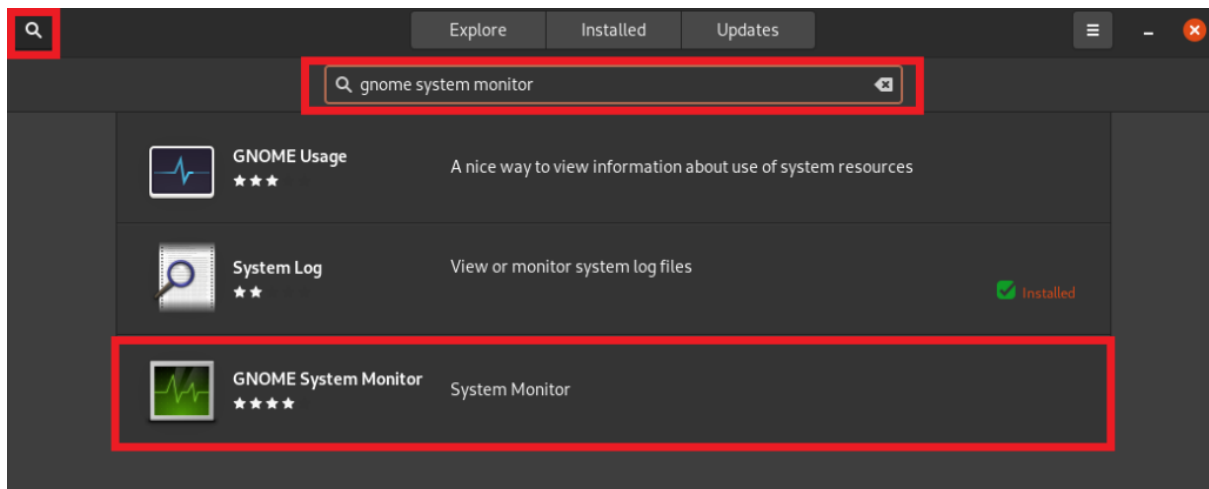 Explore Installed Updates
gnome system monitor
GNOME Usage
A nice way to view information about use of system resources
System Log
View or monitor system log files
Installed
GNOME System Monitor
System Monitor